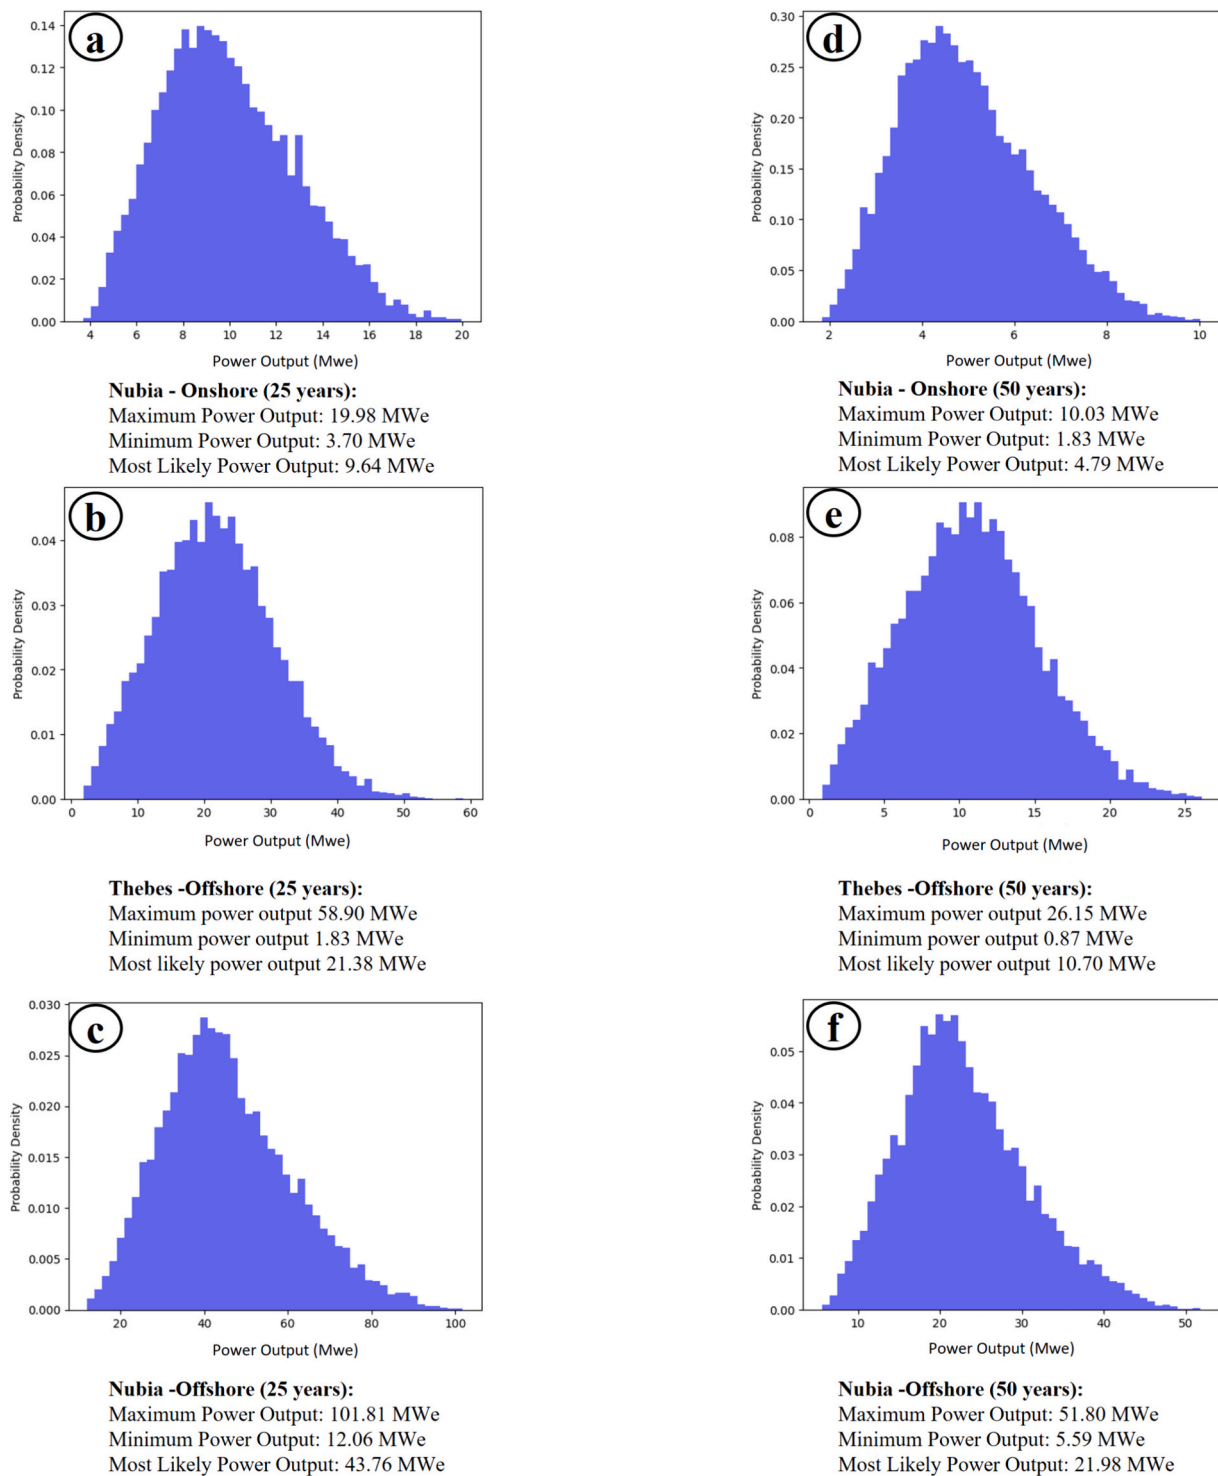 a
0.14
0.12
0.10
0.08
0.06
0.04
0.02
0.00
Probability Density
4 6 8 10 12 14 16 18 20
Power Output (Mwe)
Nubia - Onshore (25 years):
Maximum Power Output: 19.98 MWe
Minimum Power Output: 3.70 MWe
Most Likely Power Output: 9.64 MWe
d
0.30
0.25
0.20
0.15
0.10
0.05
0.00
Probability Density
2 4 6 8 10
Power Output (Mwe)
Nubia - Onshore (50 years):
Maximum Power Output: 10.03 MWe
Minimum Power Output: 1.83 MWe
Most Likely Power Output: 4.79 MWe
b
0.04
0.03
0.02
0.01
0.00
Probability Density
0 10 20 30 40 50 60
Power Output (Mwe)
Thebes -Offshore (25 years):
Maximum power output 58.90 MWe
Minimum power output 1.83 MWe
Most likely power output 21.38 MWe
e
0.08
0.06
0.04
0.02
0.00
Probability Density
0 5 10 15 20 25
Power Output (Mwe)
Thebes -Offshore (50 years):
Maximum power output 26.15 MWe
Minimum power output 0.87 MWe
Most likely power output 10.70 MWe
c
0.030
0.025
0.020
0.015
0.010
0.005
0.000
Probability Density
20 40 60 80 100
Power Output (Mwe)
Nubia -Offshore (25 years):
Maximum Power Output: 101.81 MWe
Minimum Power Output: 12.06 MWe
Most Likely Power Output: 43.76 MWe
f
0.05
0.04
0.03
0.02
0.01
0.00
Probability Density
10 20 30 40 50
Power Output (Mwe)
Nubia -Offshore (50 years):
Maximum Power Output: 51.80 MWe
Minimum Power Output: 5.59 MWe
Most Likely Power Output: 21.98 MWe